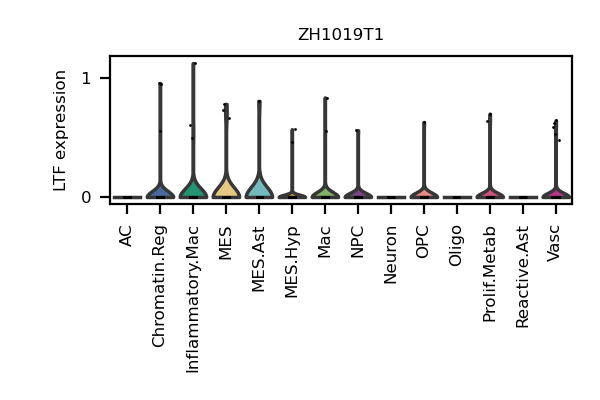 ZH1019T1
LTF expression
1
0
AC
Chromatin.Reg
Inflammatory.Mac
MES
MES.Ast
MES.Hyp
Mac
NPC
Neuron
OPC
Oligo
Prolif.Metab
Reactive.Ast
Vasc